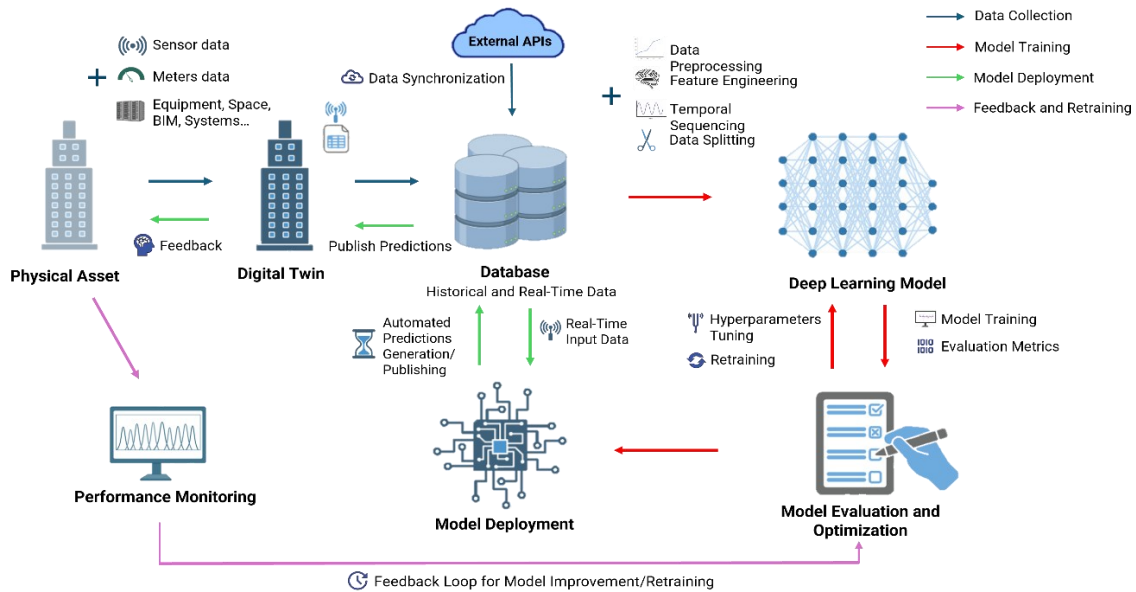 External APIs
Data Collection
Model Training
Model Deployment
Feedback and Retraining
Sensor data
Meters data
Equipment, Space,
BIM, Systems...
Data Synchronization
Data
Preprocessing
Feature Engineering
Temporal
Sequencing
Data Splitting
Feedback
Publish Predictions
Physical Asset
Digital Twin
Database
Historical and Real-Time Data
Deep Learning Model
Automated
Predictions
Generation/
Publishing
Real-Time
Input Data
Hyperparameters
Tuning
Retraining
Model Training
Evaluation Metrics
Performance Monitoring
Model Deployment
Model Evaluation and
Optimization
Feedback Loop for Model Improvement/Retraining